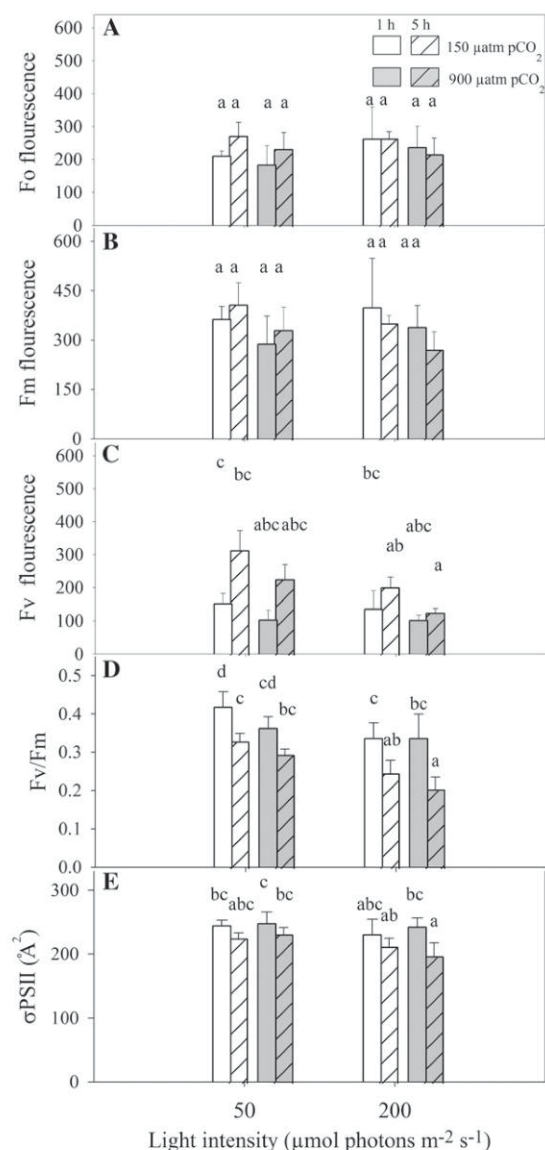 A
1 h 5 h
150 µatm pCO2
900 µatm pCO2
Fo flourescence
600
500
400
300
200
100
0
a a a a a a a a
B
Fm flourescence
600
450
300
150
a a a a a a a a
C
Fv flourescence
600
500
400
300
200
100
0
c bc abc abc bc ab abc a
D
Fv/Fm
0.5
0.4
0.3
0.2
0.1
0.0
d c cd bc c ab bc a
E
σPSII (Å2)
300
200
100
0
bc abc c bc abc ab bc a
50 200
Light intensity (µmol photons m-2 s-1)